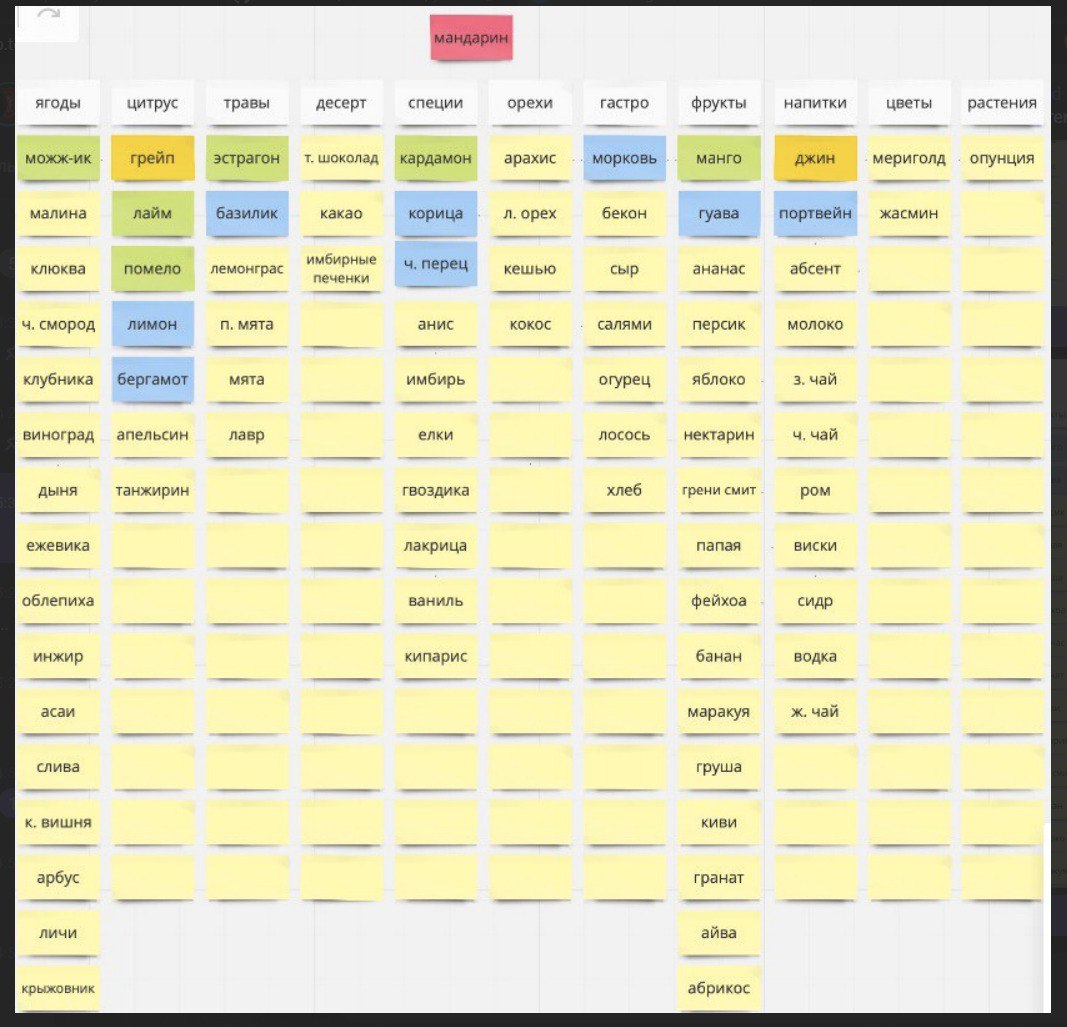 мандарин
ягоды цитрус травы десерт специи орехи гастро фрукты напитки цветы растения
можж-ик грейп эстрагон т. шоколад кардамон арахис морковь манго джин мериголд опунция
малина лайм базилик какао корица л. орех бекон гуава портвейн жасмин
клюква помело лемонграс имбирные печенки ч. перец кешью сыр ананас абсент
ч. смород лимон п. мята анис кокос салями персик молоко
клубника бергамот мята имбирь огурец яблоко з. чай
виноград апельсин лавр елки лосось нектарин ч. чай
дыня танжирин гвоздика хлеб грени смит ром
ежевика лакрица папая виски
облепиха ваниль фейхоа сидр
инжир кипарис банан водка
асаи маракуя ж. чай
слива груша
к. вишня киви
арбус гранат
личи айва
крыжовник абрикос